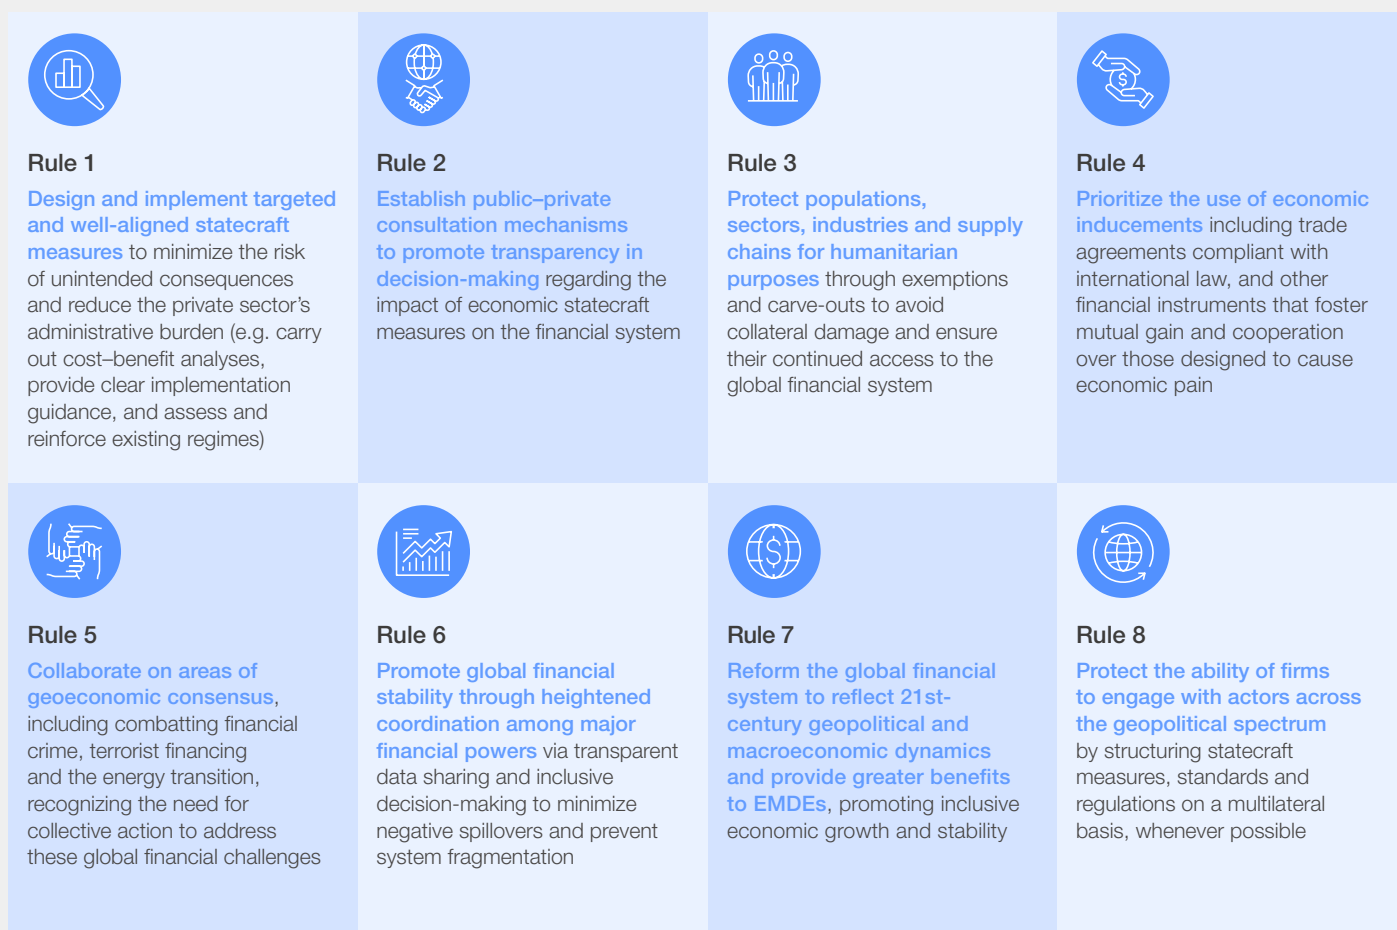 Rule 1
Design and implement targeted
and well-aligned statecraft
measures to minimize the risk
of unintended consequences
and reduce the private sector’s
administrative burden (e.g. carry
out cost–benefit analyses,
provide clear implementation
guidance, and assess and
reinforce existing regimes)
Rule 2
Establish public–private
consultation mechanisms
to promote transparency in
decision-making regarding the
impact of economic statecraft
measures on the financial system
Rule 3
Protect populations,
sectors, industries and supply
chains for humanitarian
purposes through exemptions
and carve-outs to avoid
collateral damage and ensure
their continued access to the
global financial system
Rule 4
Prioritize the use of economic
inducements including trade
agreements compliant with
international law, and other
financial instruments that foster
mutual gain and cooperation
over those designed to cause
economic pain
Rule 5
Collaborate on areas of
geoeconomic consensus,
including combatting financial
crime, terrorist financing
and the energy transition,
recognizing the need for
collective action to address
these global financial challenges
Rule 6
Promote global financial
stability through heightened
coordination among major
financial powers via transparent
data sharing and inclusive
decision-making to minimize
negative spillovers and prevent
system fragmentation
Rule 7
Reform the global financial
system to reflect 21st-
century geopolitical and
macroeconomic dynamics
and provide greater benefits
to EMDEs, promoting inclusive
economic growth and stability
Rule 8
Protect the ability of firms
to engage with actors across
the geopolitical spectrum
by structuring statecraft
measures, standards and
regulations on a multilateral
basis, whenever possible